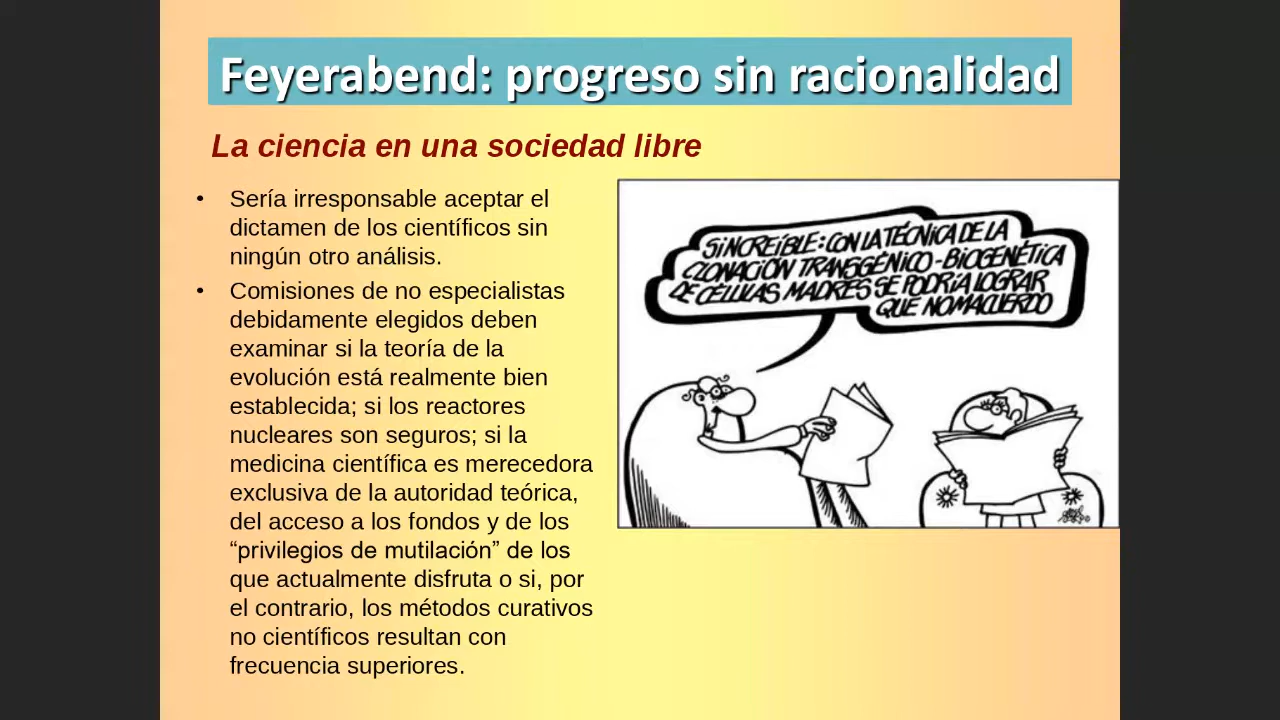 Feyerabend: progreso sin racionalidad
La ciencia en una sociedad libre
• Sería irresponsable aceptar el
dictamen de los científicos sin
ningún otro análisis.
• Comisiones de no especialistas
debidamente elegidos deben
examinar si la teoría de la
evolución está realmente bien
establecida; si los reactores
nucleares son seguros; si la
medicina científica es merecedora
exclusiva de la autoridad teórica,
del acceso a los fondos y de los
“privilegios de mutilación” de los
que actualmente disfruta o si, por
el contrario, los métodos curativos
no científicos resultan con
frecuencia superiores.
SINCREÍBLE: CON LA TÉCNICA DE LA
CLONACIÓN TRANSGÉNICO-BIOGENÉTICA
DE CÉLULAS MADRES SE PODRÍA LOGRAR
QUE NOMACUERDO